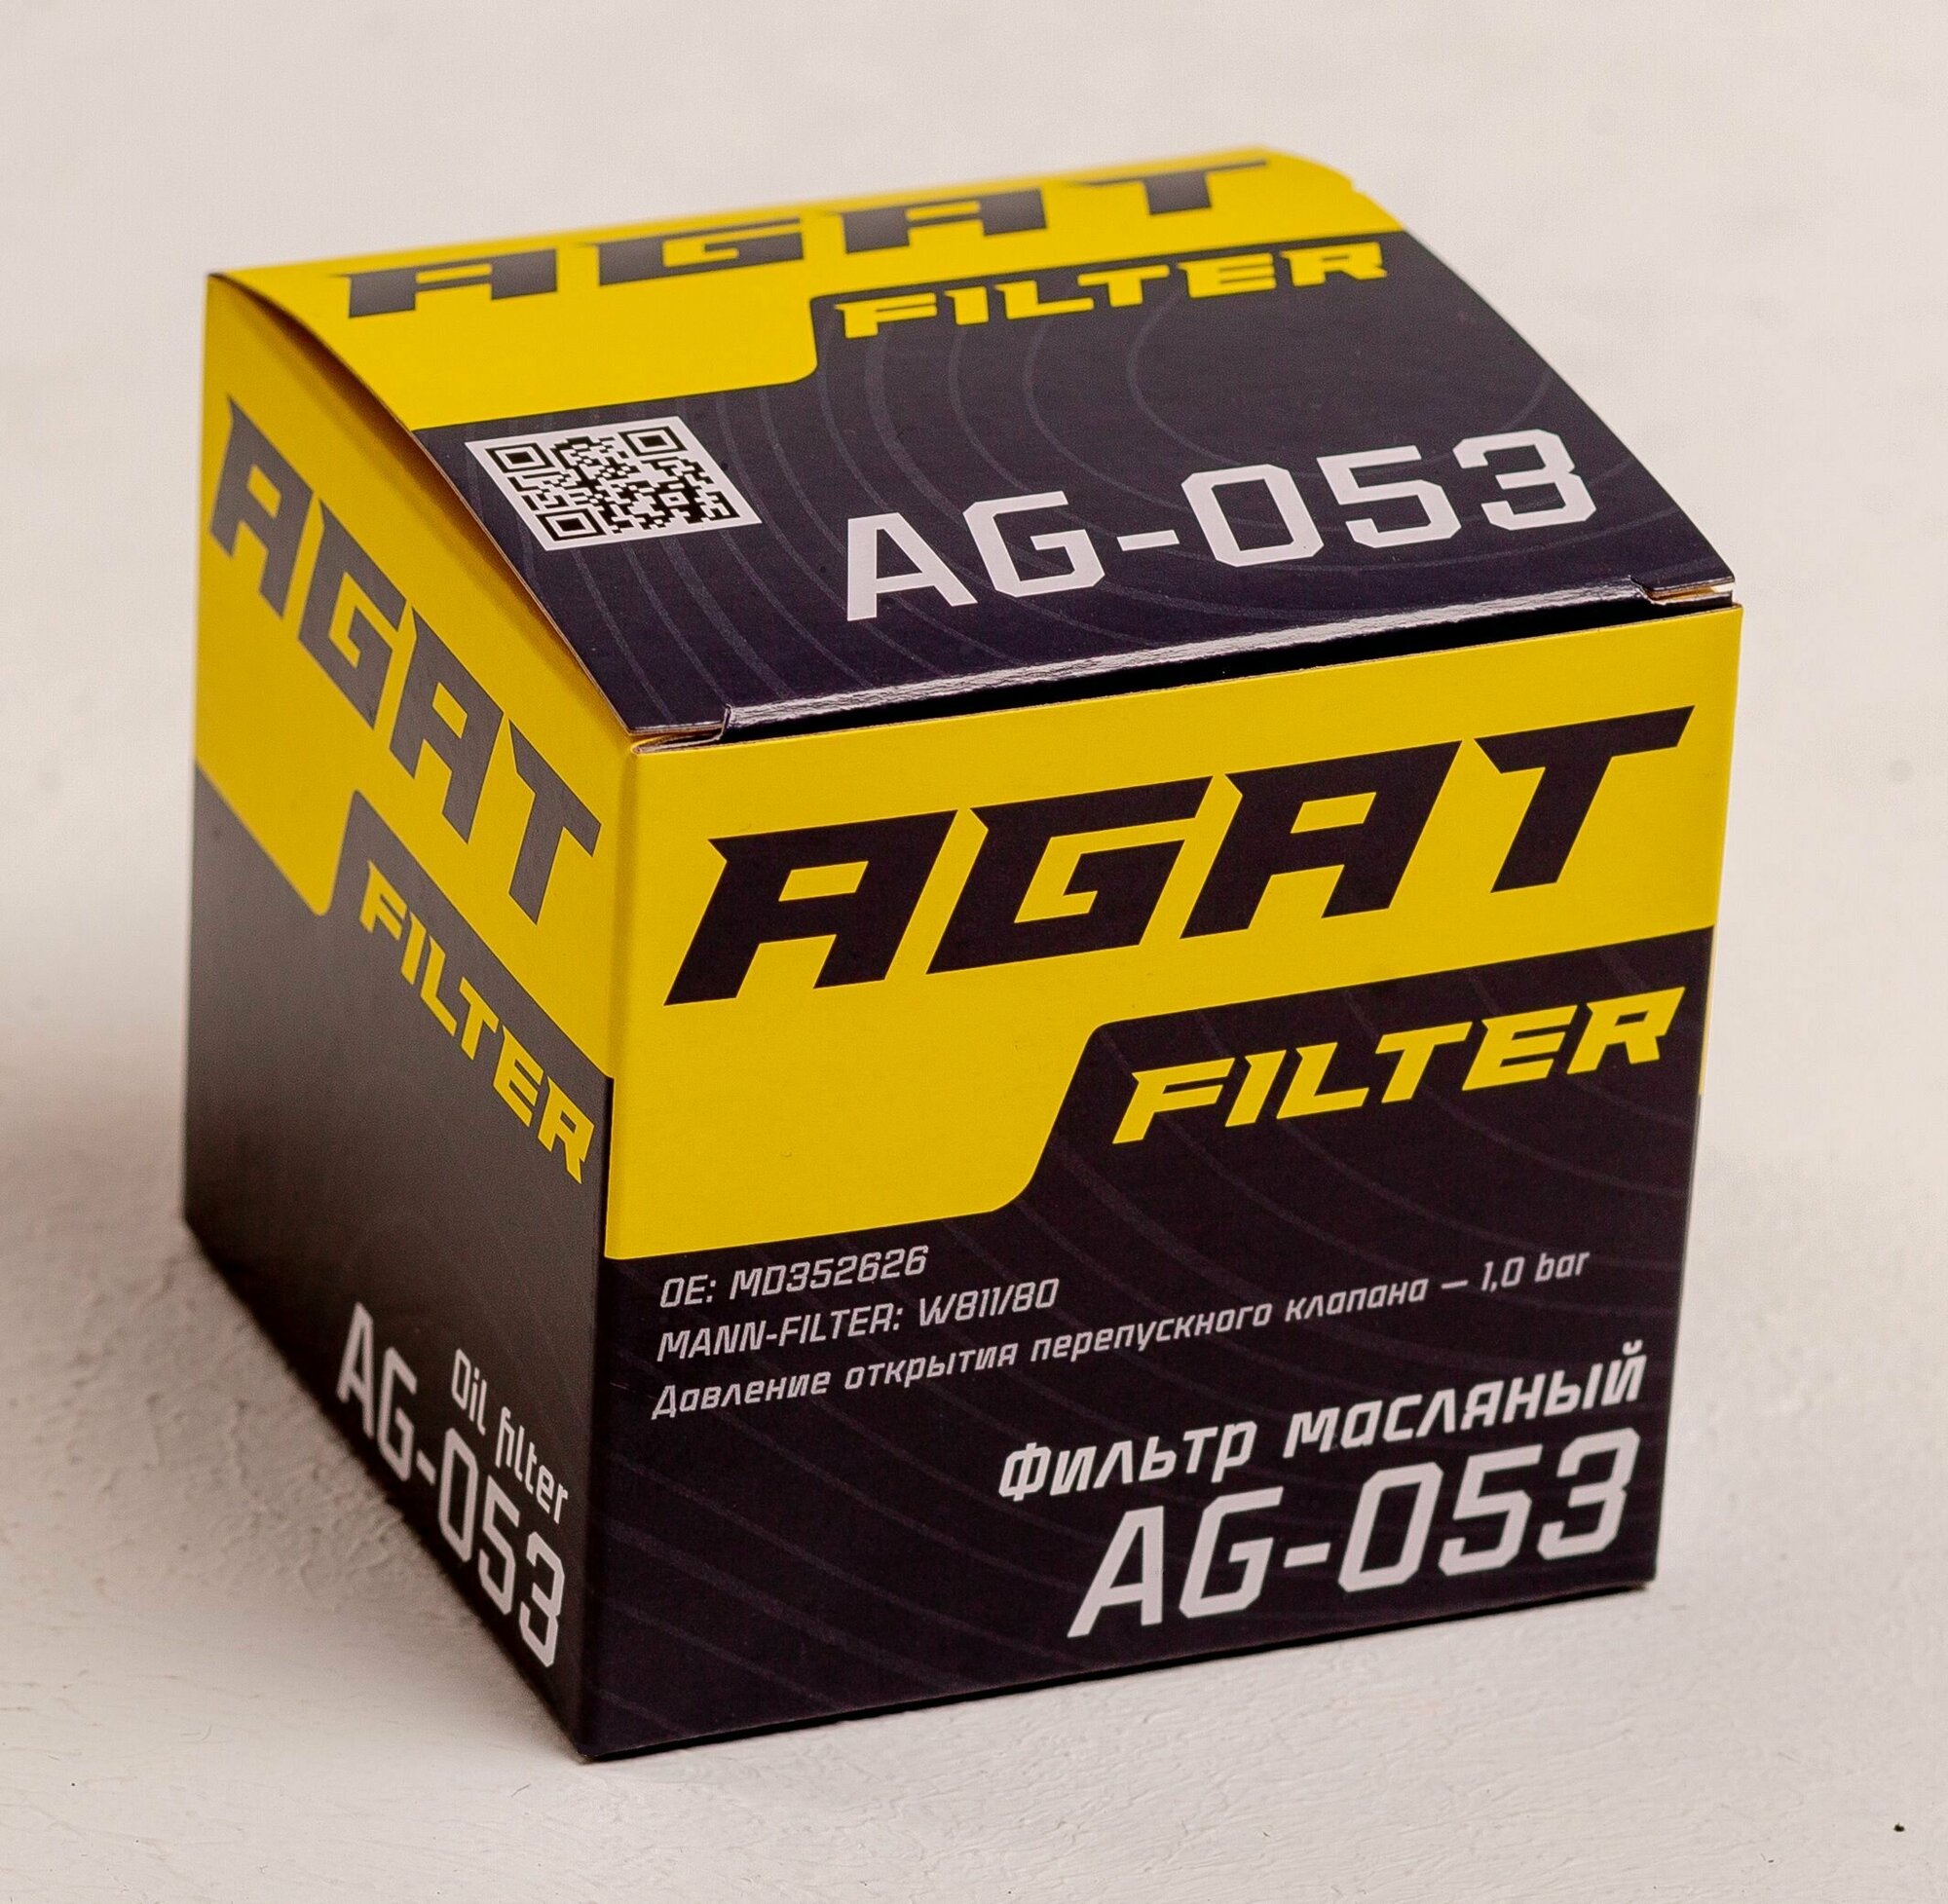 AGAT
FILTER
AG-053
AGAT
FILTER
Oil filter
AG-053
AGAT
FILTER
OE: MD352626
MANN-FILTER: W811/80
Давление открытия перепускного клапана – 1,0 bar
Фильтр масляный
AG-053